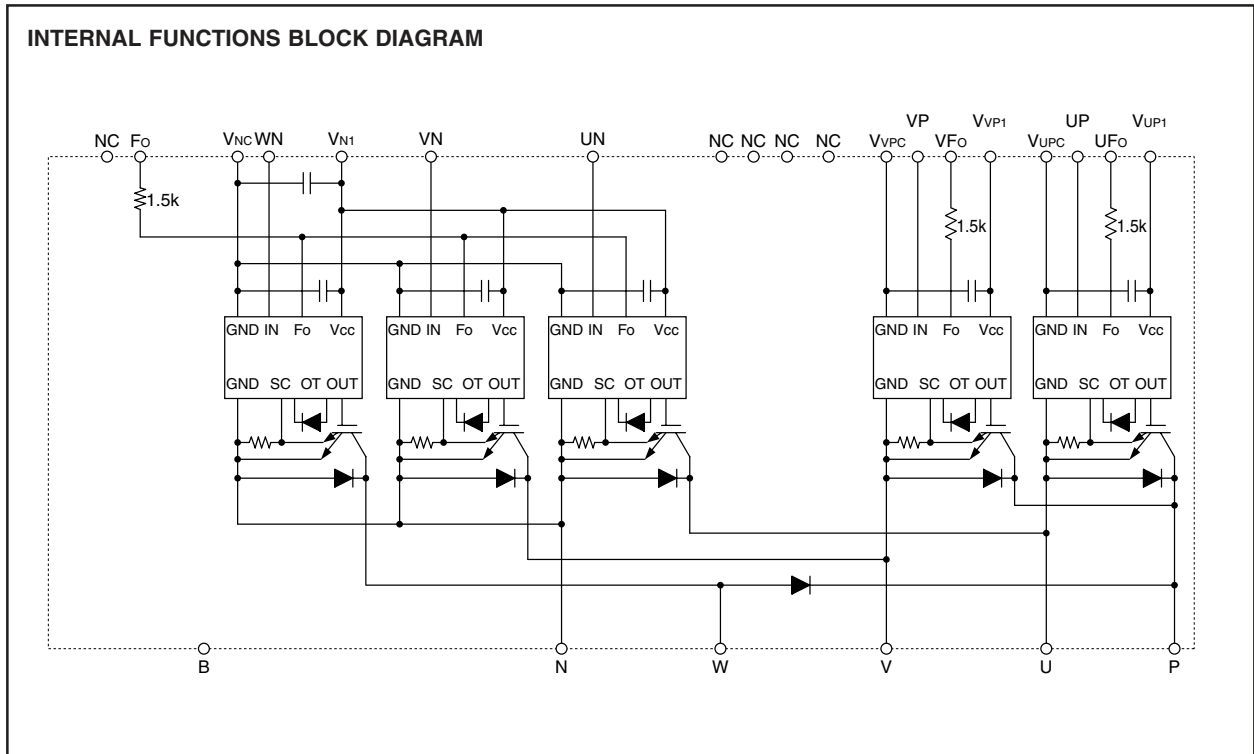 INTERNAL FUNCTIONS BLOCK DIAGRAM
VP VVP1 UP VUP1
NC FO VNC WN VN1 VN UN NC NC NC NC VVPC VFO VUPC UFO
1.5k 1.5k 1.5k
GND IN FO VCC GND IN FO VCC GND IN FO VCC GND IN FO VCC GND IN FO VCC
GND SC OT OUT GND SC OT OUT GND SC OT OUT GND SC OT OUT GND SC OT OUT
B N W V U P